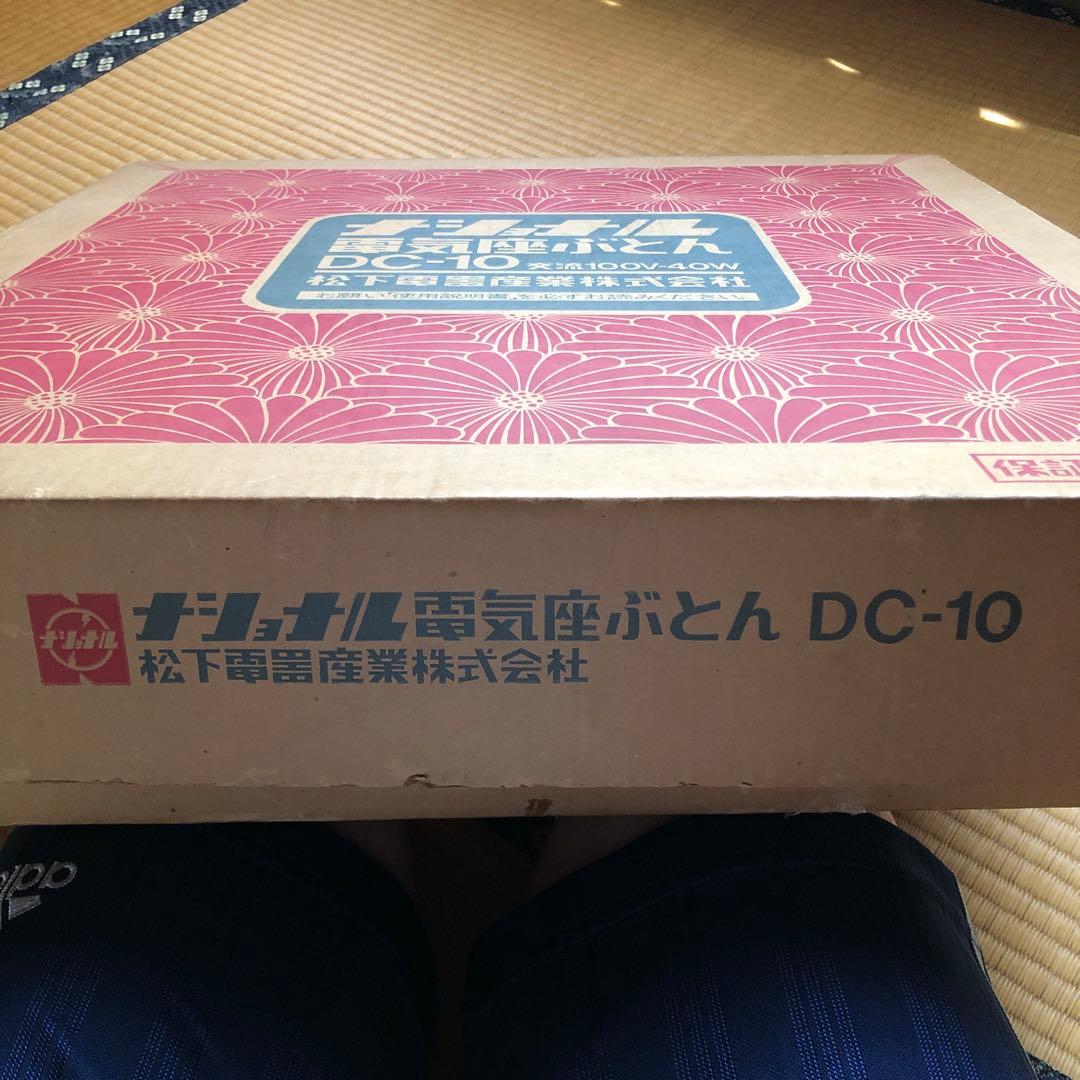 ナショナル
電気座ぶとん
DC-10 交流100V-40W
松下電器産業株式会社
お願い「使用説明書」を必ずお読みください。
保証
ナショナル
ナショナル電気座ぶとん DC-10
松下電器産業株式会社
adi